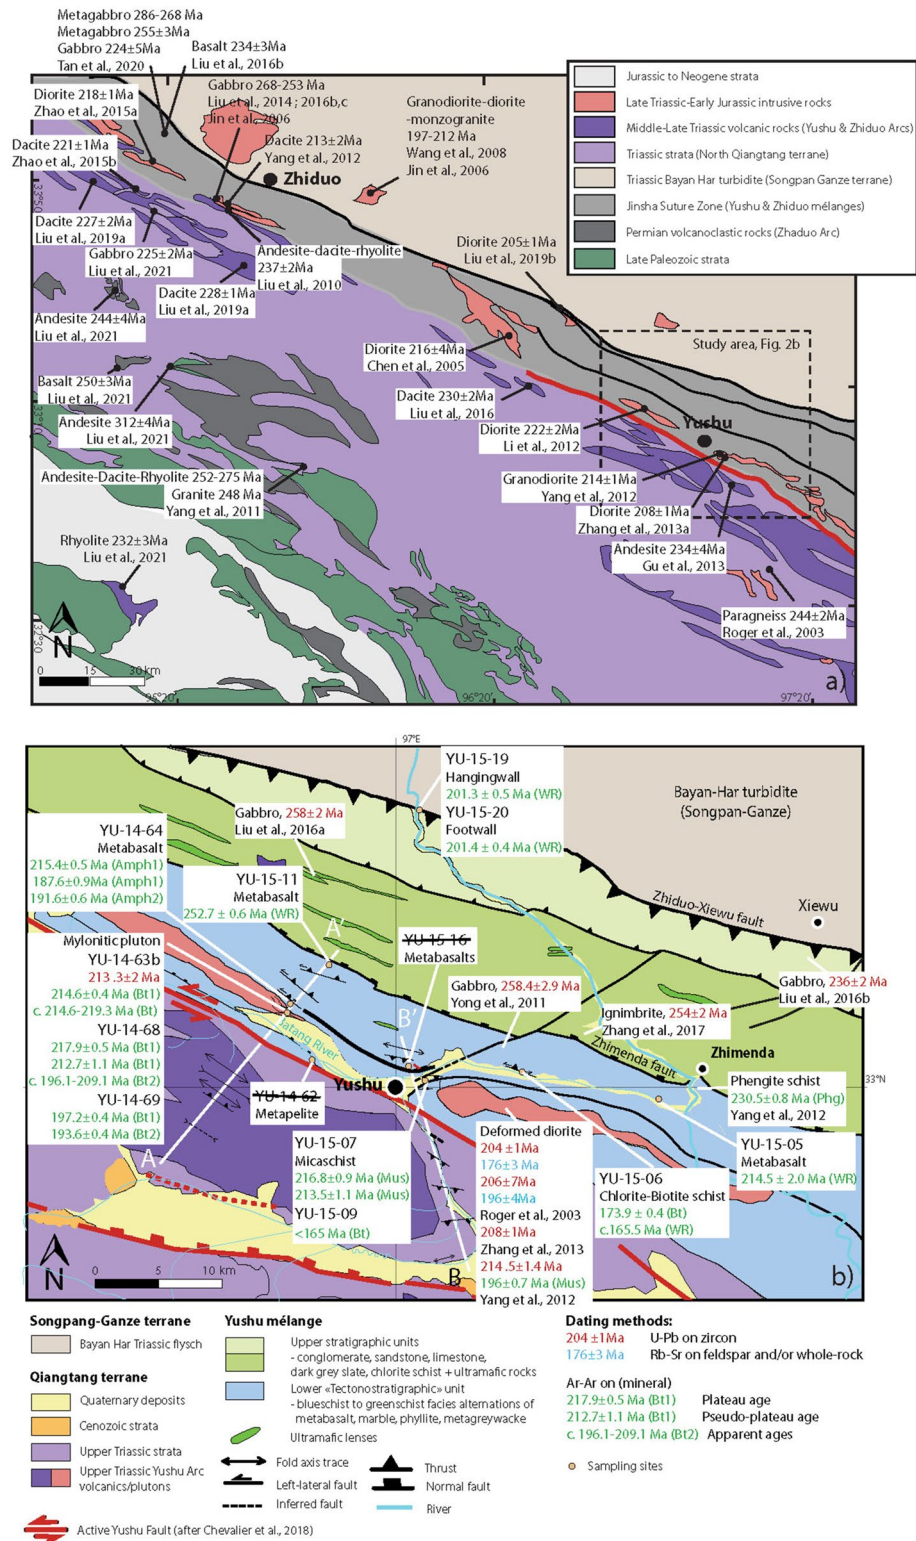 Metagabbro 286-268 Ma
Metagabbro 255±3Ma
Gabbro 224±5Ma
Tan et al., 2020
Basalt 234±3Ma
Liu et al., 2016b
Gabbro 268-253 Ma
Liu et al., 2014 ; 2016b,c
Jin et al., 2006
Diorite 218±1Ma
Zhao et al., 2015a
Dacite 213±2Ma
Yang et al., 2012
Granodiorite-diorite
-monzogranite
197-212 Ma
Wang et al., 2008
Jin et al., 2006
Dacite 221±1Ma
Zhao et al., 2015b
Zhiduo
33°50
Dacite 227±2Ma
Liu et al., 2019a
Gabbro 225±2Ma
Liu et al., 2021
Andesite-dacite-rhyolite
237±2Ma
Liu et al., 2010
Dacite 228±1Ma
Liu et al., 2019a
Diorite 205±1Ma
Liu et al., 2019b
Andesite 244±4Ma
Liu et al., 2021
Study area, Fig. 2b
Diorite 216±4Ma
Chen et al., 2005
Basalt 250±3Ma
Liu et al., 2021
Dacite 230±2Ma
Liu et al., 2016
Andesite 312±4Ma
Liu et al., 2021
Diorite 222±2Ma
Li et al., 2012
Yushu
Andesite-Dacite-Rhyolite 252-275 Ma
Granite 248 Ma
Yang et al., 2011
Granodiorite 214±1Ma
Yang et al., 2012
Diorite 208±1Ma
Zhang et al., 2013a
Rhyolite 232±3Ma
Liu et al., 2021
Andesite 234±4Ma
Gu et al., 2013
Paragneiss 244±2Ma
Roger et al., 2003
32°30
N
0 15 30 km
95°20
96°20
97°20
a)
Jurassic to Neogene strata
Late Triassic-Early Jurassic intrusive rocks
Middle-Late Triassic volcanic rocks (Yushu & Zhiduo Arcs)
Triassic strata (North Qiangtang terrane)
Triassic Bayan Har turbidite (Songpan Ganze terrane)
Jinsha Suture Zone (Yushu & Zhiduo mélanges)
Permian volcanoclastic rocks (Zhaduo Arc)
Late Paleozoic strata
97°E
YU-15-19
Hangingwall
201.3 ± 0.5 Ma (WR)
YU-15-20
Footwall
201.4 ± 0.4 Ma (WR)
Bayan-Har turbidite
(Songpan-Ganze)
Gabbro, 258±2 Ma
Liu et al., 2016a
YU-14-64
Metabasalt
215.4±0.5 Ma (Amph1)
187.6±0.9Ma (Amph1)
191.6±0.6 Ma (Amph2)
YU-15-11
Metabasalt
252.7 ± 0.6 Ma (WR)
Zhiduo-Xiewu fault
Xiewu
A'
YU-15-16
Metabasalts
Mylonitic pluton
YU-14-63b
213.3±2 Ma
214.6±0.4 Ma (Bt1)
c. 214.6-219.3 Ma (Bt)
YU-14-68
217.9±0.5 Ma (Bt1)
212.7±1.1 Ma (Bt1)
c. 196.1-209.1 Ma (Bt2)
YU-14-69
197.2±0.4 Ma (Bt1)
193.6±0.4 Ma (Bt2)
Gabbro, 258.4±2.9 Ma
Yong et al., 2011
Gabbro, 236±2 Ma
Liu et al., 2016b
Ignimbrite, 254±2 Ma
Zhang et al., 2017
B'
Batang River
Zhimenda fault
Zhimenda
Yushu
33°N
YU-14-62
Metapelite
Phengite schist
230.5±0.8 Ma (Phg)
Yang et al., 2012
YU-15-07
Micaschist
216.8±0.9 Ma (Mus)
213.5±1.1 Ma (Mus)
YU-15-09
<165 Ma (Bt)
Deformed diorite
204 ±1Ma
176±3 Ma
206±7Ma
196±4Ma
Roger et al., 2003
208±1Ma
Zhang et al., 2013
214.5±1.4 Ma
196±0.7 Ma (Mus)
Yang et al., 2012
YU-15-05
Metabasalt
214.5 ± 2.0 Ma (WR)
YU-15-06
Chlorite-Biotite schist
173.9 ± 0.4 (Bt)
c.165.5 Ma (WR)
A
B
N
0 5 10 km
b)
Songpang-Ganze terrane
Bayan Har Triassic flysch
Qiangtang terrane
Quaternary deposits
Cenozoic strata
Upper Triassic strata
Upper Triassic Yushu Arc
volcanics/plutons
Active Yushu Fault (after Chevalier et al., 2018)
Yushu mélange
Upper stratigraphic units
- conglomerate, sandstone, limestone,
dark grey slate, chlorite schist + ultramafic rocks
Lower «Tectonostratigraphic» unit
- blueschist to greenschist facies alternations of
metabasalt, marble, phyllite, metagreywacke
Ultramafic lenses
Fold axis trace
Left-lateral fault
Inferred fault
Thrust
Normal fault
River
Dating methods:
204 ±1Ma U-Pb on zircon
176±3 Ma Rb-Sr on feldspar and/or whole-rock
Ar-Ar on (mineral)
217.9±0.5 Ma (Bt1) Plateau age
212.7±1.1 Ma (Bt1) Pseudo-plateau age
c. 196.1-209.1 Ma (Bt2) Apparent ages
Sampling sites